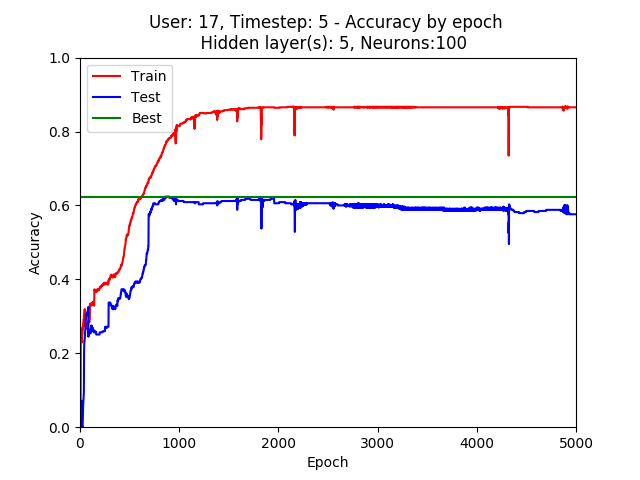 User: 17, Timestep: 5 - Accuracy by epoch
Hidden layer(s): 5, Neurons:100
1.0
Train
Test
Best
0.8
0.6
Accuracy
0.4
0.2
0.0
0 1000 2000 3000 4000 5000
Epoch